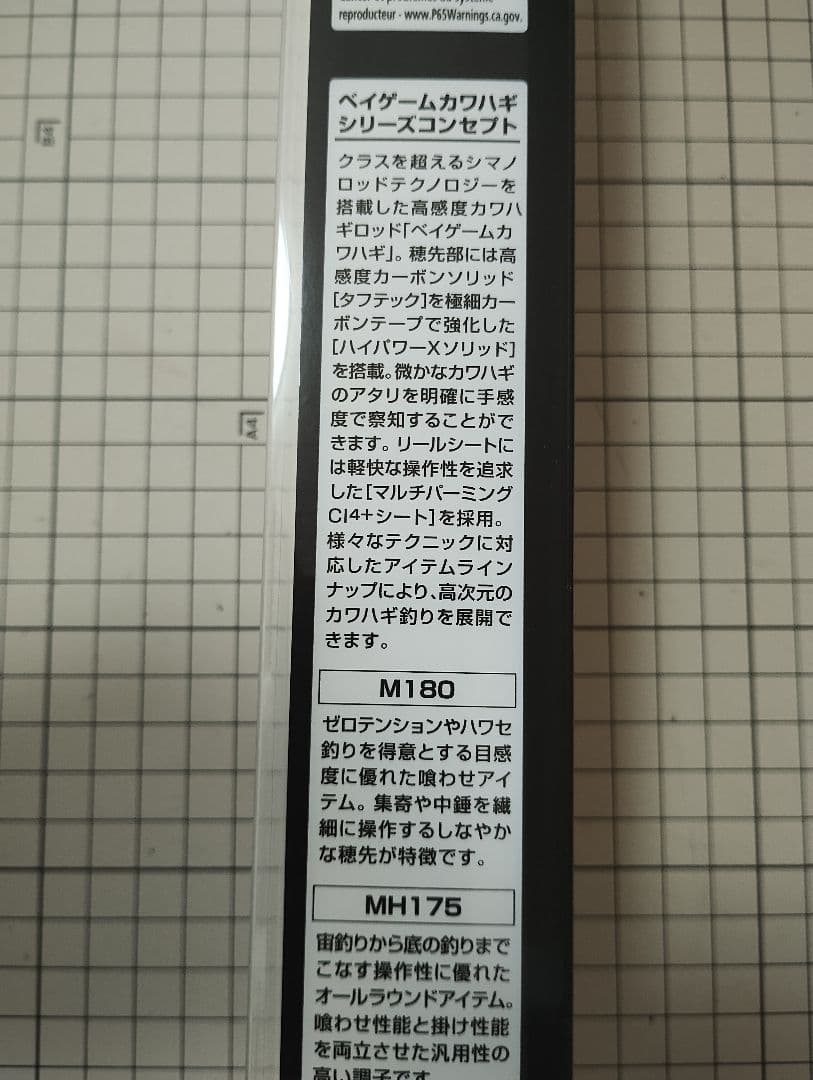 reproducteur - www.P65Warnings.ca.gov.
ベイゲームカワハギ
シリーズコンセプト
クラスを超えるシマノ
ロッドテクノロジーを
搭載した高感度カワハ
ギロッド「ベイゲームカ
ワハギ」。穂先部には高
感度カーボンソリッド
[タフテック]を極細カー
ボンテープで強化した
[ハイパワーXソリッド]
を搭載。微かなカワハギ
のアタリを明確に手感
度で察知することがで
きます。リールシートに
は軽快な操作性を追求
した[マルチパーミング
CI4+シート]を採用。
様々なテクニックに対
応したアイテムライン
ナップにより、高次元の
カワハギ釣りを展開で
きます。
M180
ゼロテンションやハワセ
釣りを得意とする目感
度に優れた喰わせアイ
テム。集寄や中錘を繊
細に操作するしなやか
な穂先が特徴です。
MH175
宙釣りから底の釣りまで
こなす操作性に優れた
オールラウンドアイテム。
喰わせ性能と掛け性能
を両立させた汎用性の
高い調子です。
A4